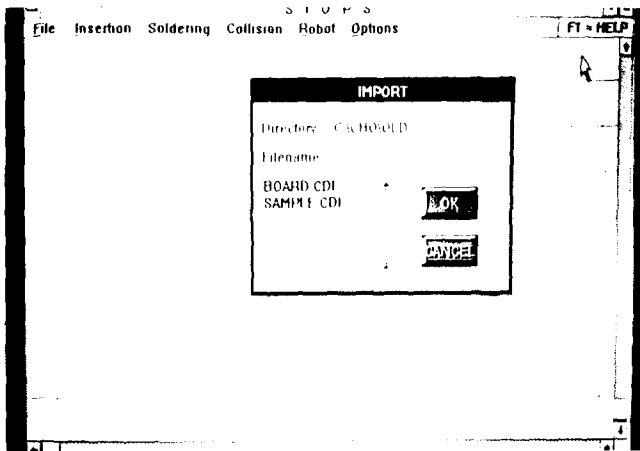 S T O P S
File Insertion Soldering Collision Robot Options F1 = HELP
IMPORT
Directory
Filename
BOARD CDI
SAMPLE CDI
OK
CANCEL